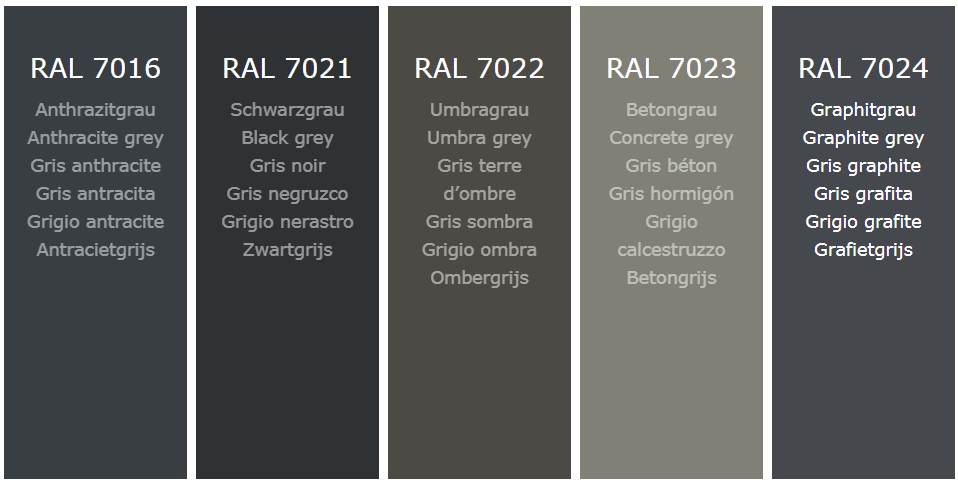 RAL 7016
Anthrazitgrau
Anthracite grey
Gris anthracite
Gris antracita
Grigio antracite
Antracietgrijs
RAL 7021
Schwarzgrau
Black grey
Gris noir
Gris negruzco
Grigio nerastro
Zwartgrijs
RAL 7022
Umbragrau
Umbra grey
Gris terre
d’ombre
Gris sombra
Grigio ombra
Ombergrijs
RAL 7023
Betongrau
Concrete grey
Gris béton
Gris hormigón
Grigio
calcestruzzo
Betongrijs
RAL 7024
Graphitgrau
Graphite grey
Gris graphite
Gris grafita
Grigio grafite
Grafietgrijs